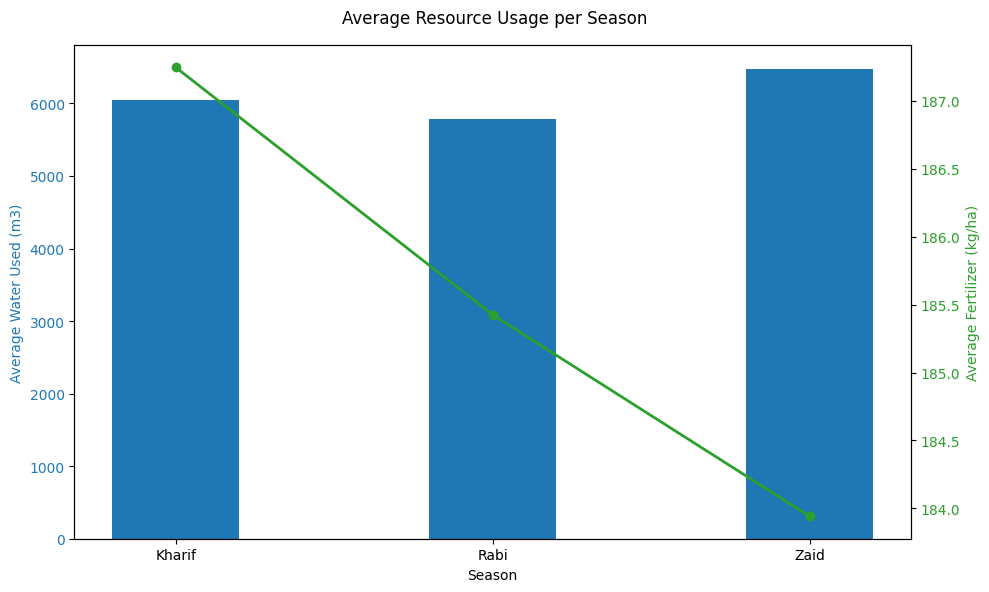 Average Resource Usage per Season
Average Water Used (m3)
6000
5000
4000
3000
2000
1000
0
187.0
186.5
186.0
185.5
185.0
184.5
184.0
Average Fertilizer (kg/ha)
Kharif
Rabi
Zaid
Season